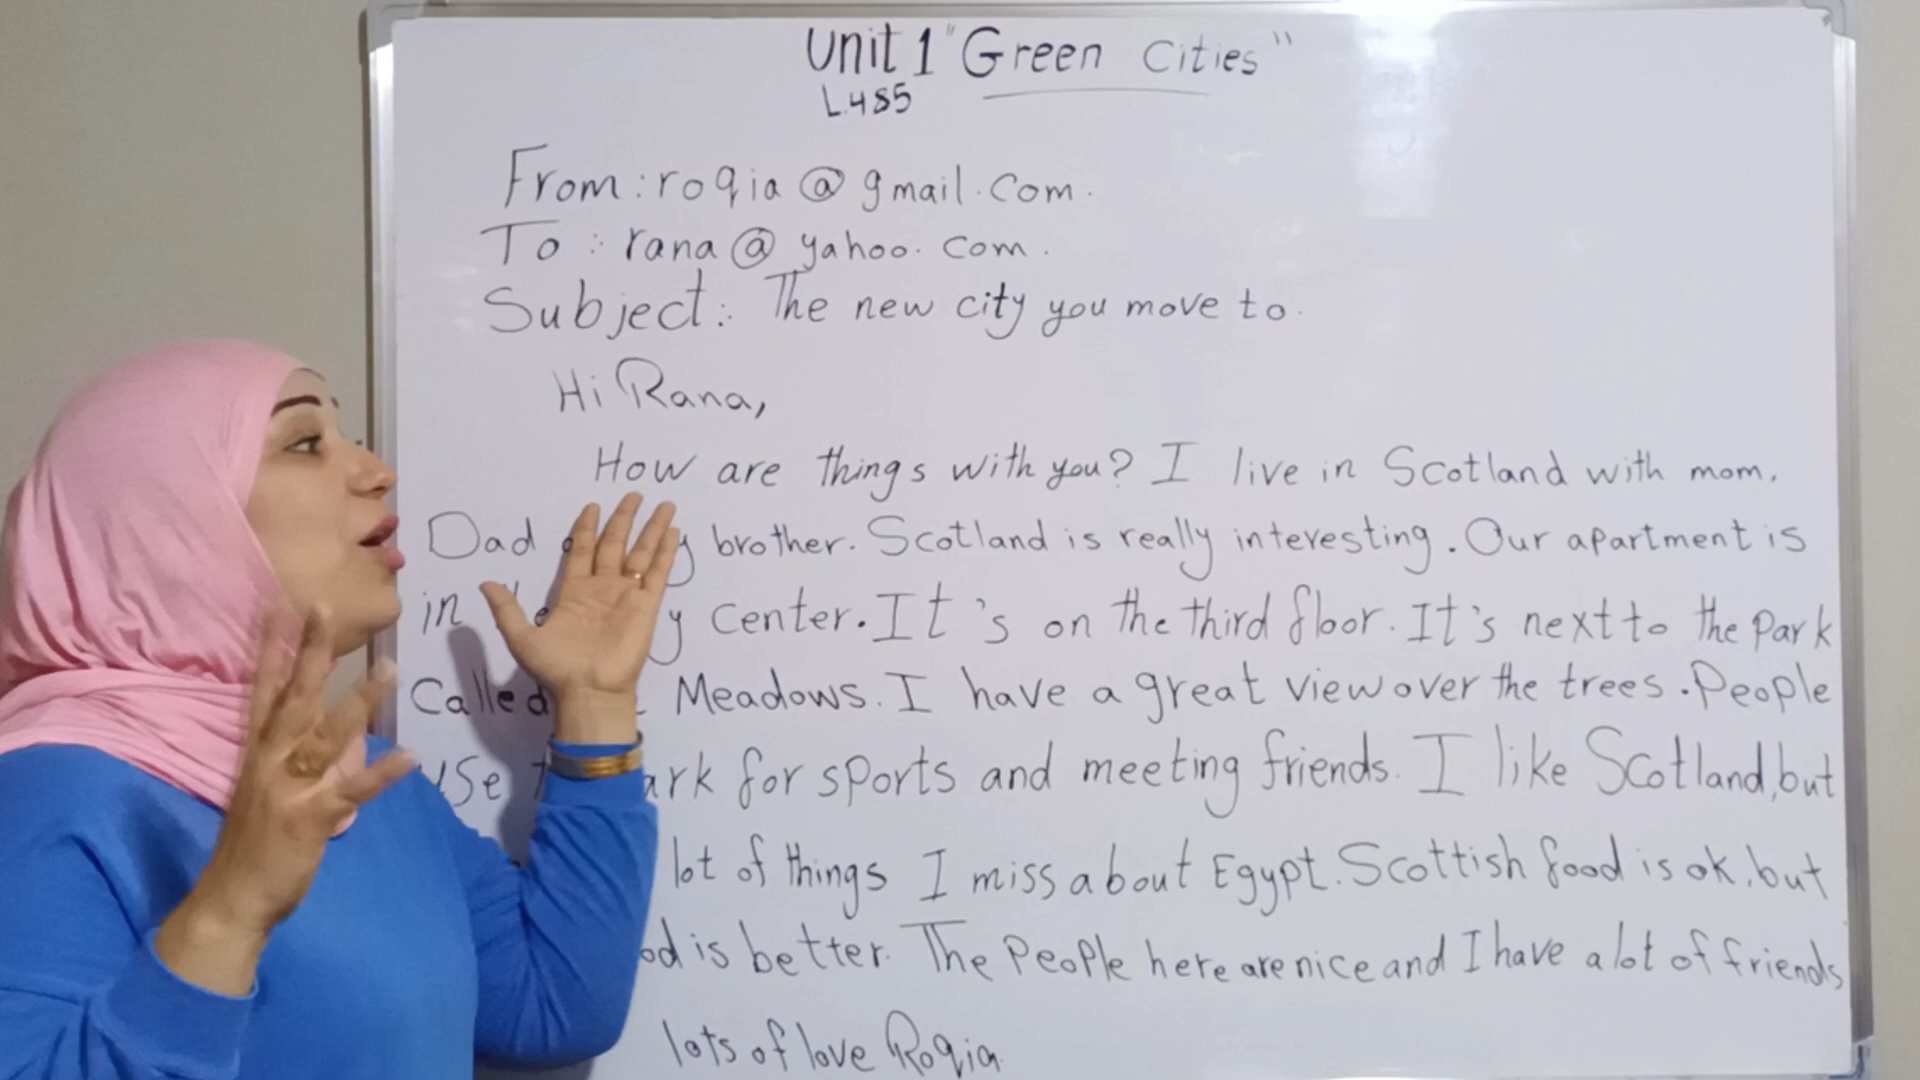 Unit 1 "Green Cities"
L4&5
From: roqia@gmail.com.
To: rana@yahoo.com.
Subject: The new city you move to.
Hi Rana,
How are things with you? I live in Scotland with mom,
Dad brother. Scotland is really interesting. Our apartment is
in center. It's on the third floor. It's next to the park
Called Meadows. I have a great view over the trees. People
use for sports and meeting friends. I like Scotland, but
lot of things I miss about Egypt. Scottish food is ok, but
is better. The people here are nice and I have a lot of friends
lots of love Roqia